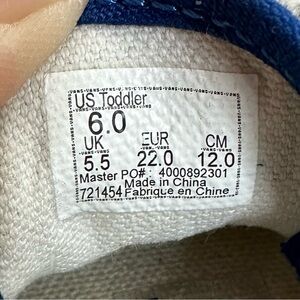 US Toddler
6.0
UK EUR CM
5.5 22.0 12.0
Master PO# : 4000892301
Made in China
721454 Fabrique en Chine